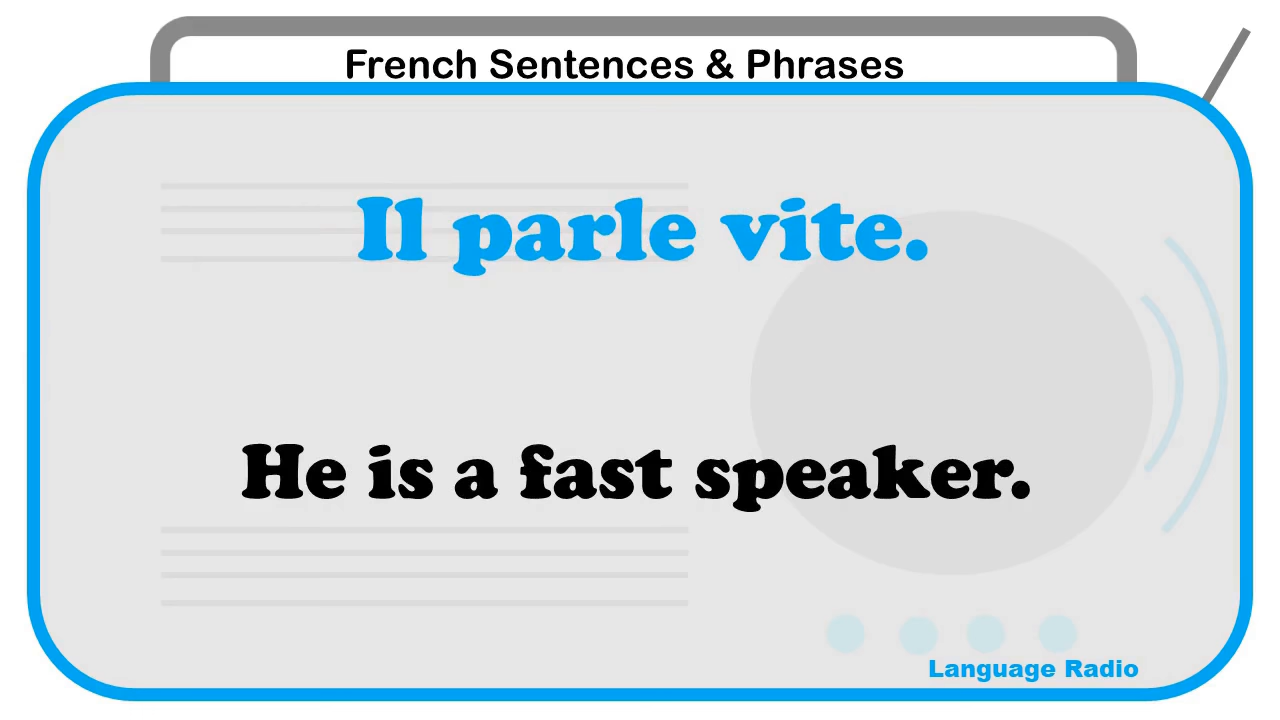 French Sentences & Phrases
Il parle vite.
He is a fast speaker.
Language Radio